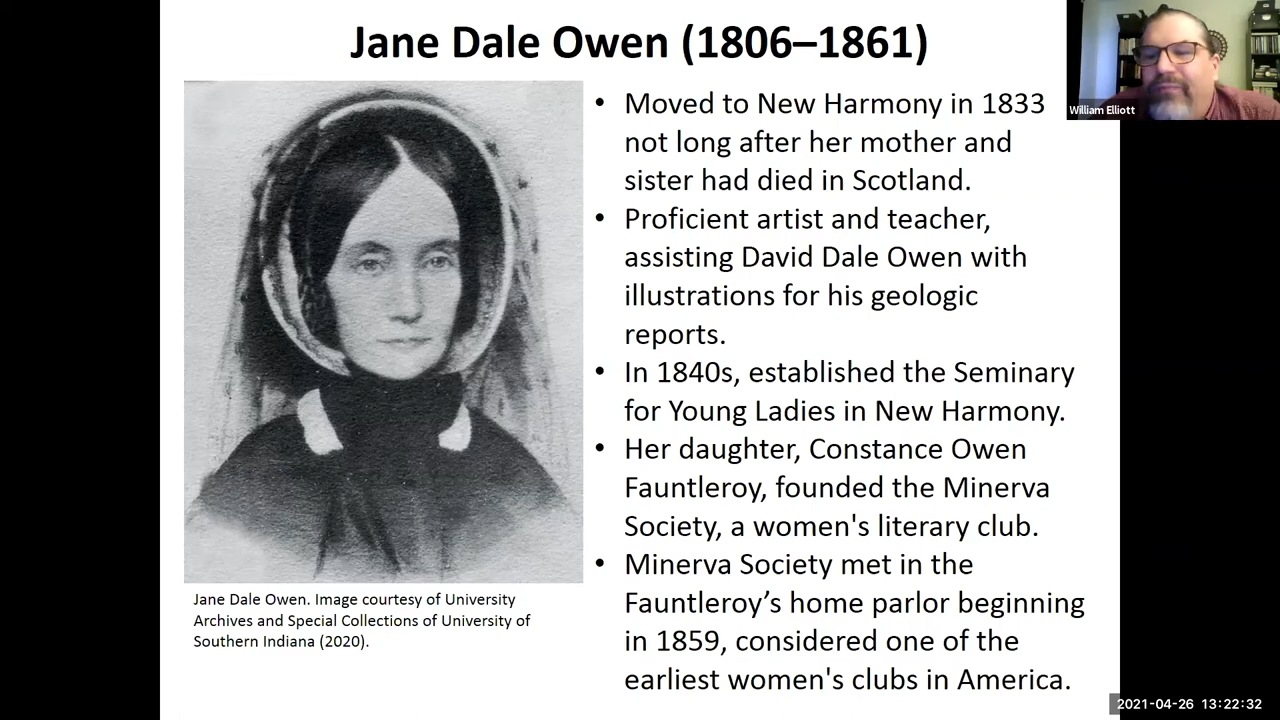 Jane Dale Owen (1806–1861)
William Elliott
• Moved to New Harmony in 1833
not long after her mother and
sister had died in Scotland.
• Proficient artist and teacher,
assisting David Dale Owen with
illustrations for his geologic
reports.
• In 1840s, established the Seminary
for Young Ladies in New Harmony.
• Her daughter, Constance Owen
Fauntleroy, founded the Minerva
Society, a women's literary club.
• Minerva Society met in the
Fauntleroy’s home parlor beginning
in 1859, considered one of the
earliest women's clubs in America.
Jane Dale Owen. Image courtesy of University
Archives and Special Collections of University of
Southern Indiana (2020).
2021-04-26 13:22:32